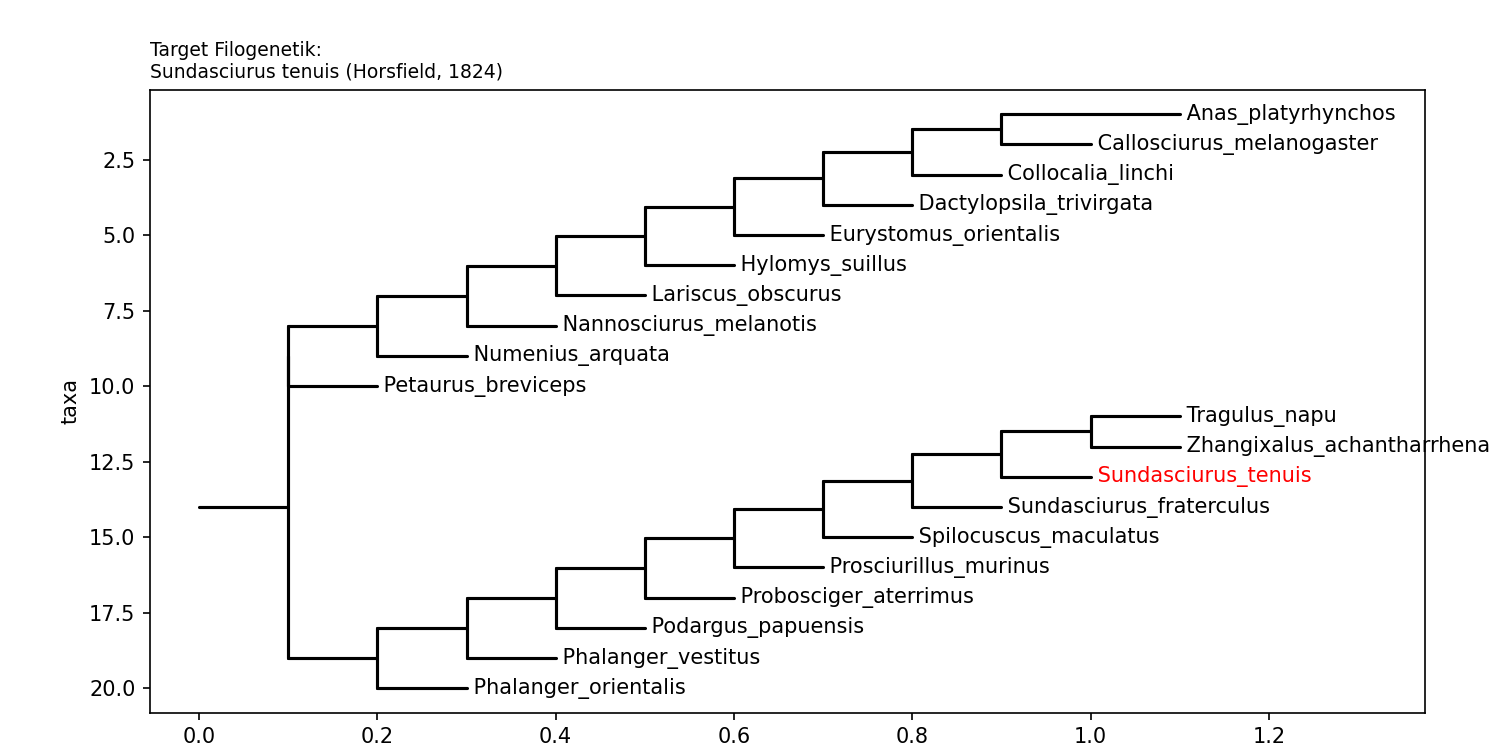 Target Filogenetik:
Sundasciurus tenuis (Horsfield, 1824)
Anas_platyrhynchos
Callosciurus_melanogaster
2.5
Collocalia_linchi
Dactylopsila_trivirgata
5.0
Eurystomus_orientalis
Hylomys_suillus
Lariscus_obscurus
7.5
Nannosciurus_melanotis
Numenius_arquata
10.0
Petaurus_breviceps
taxa
Tragulus_napu
Zhangixalus_achantharrhena
12.5
Sundasciurus_tenuis
Sundasciurus_fraterculus
15.0
Spilocuscus_maculatus
Prosciurillus_murinus
Probosciger_aterrimus
17.5
Podargus_papuensis
Phalanger_vestitus
20.0
Phalanger_orientalis
0.0 0.2 0.4 0.6 0.8 1.0 1.2